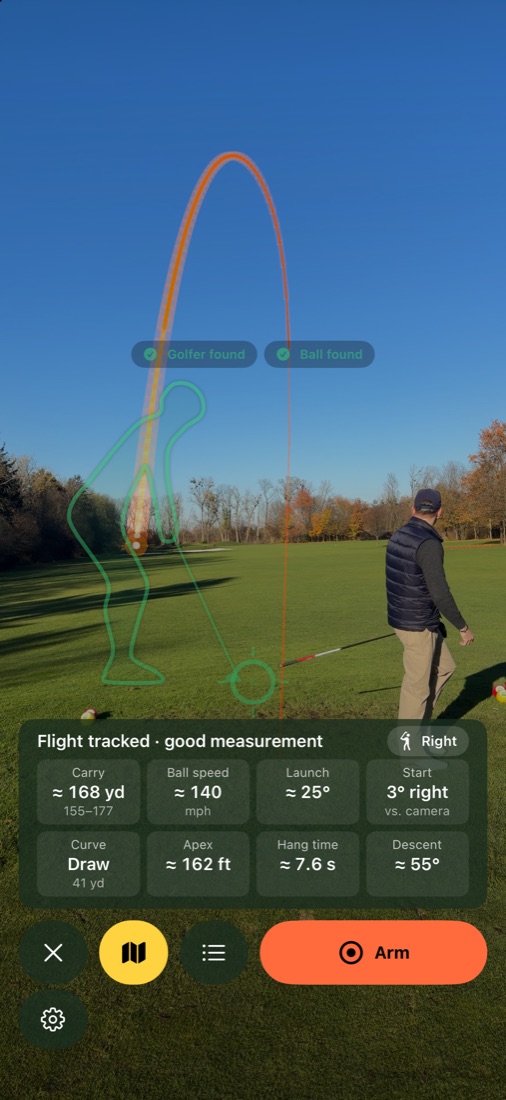 Golfer found
Ball found
Flight tracked · good measurement
Right
Carry
≈ 168 yd
155–177
Ball speed
≈ 140
mph
Launch
≈ 25°
Start
3° right
vs. camera
Curve
Draw
41 yd
Apex
≈ 162 ft
Hang time
≈ 7.6 s
Descent
≈ 55°
Arm